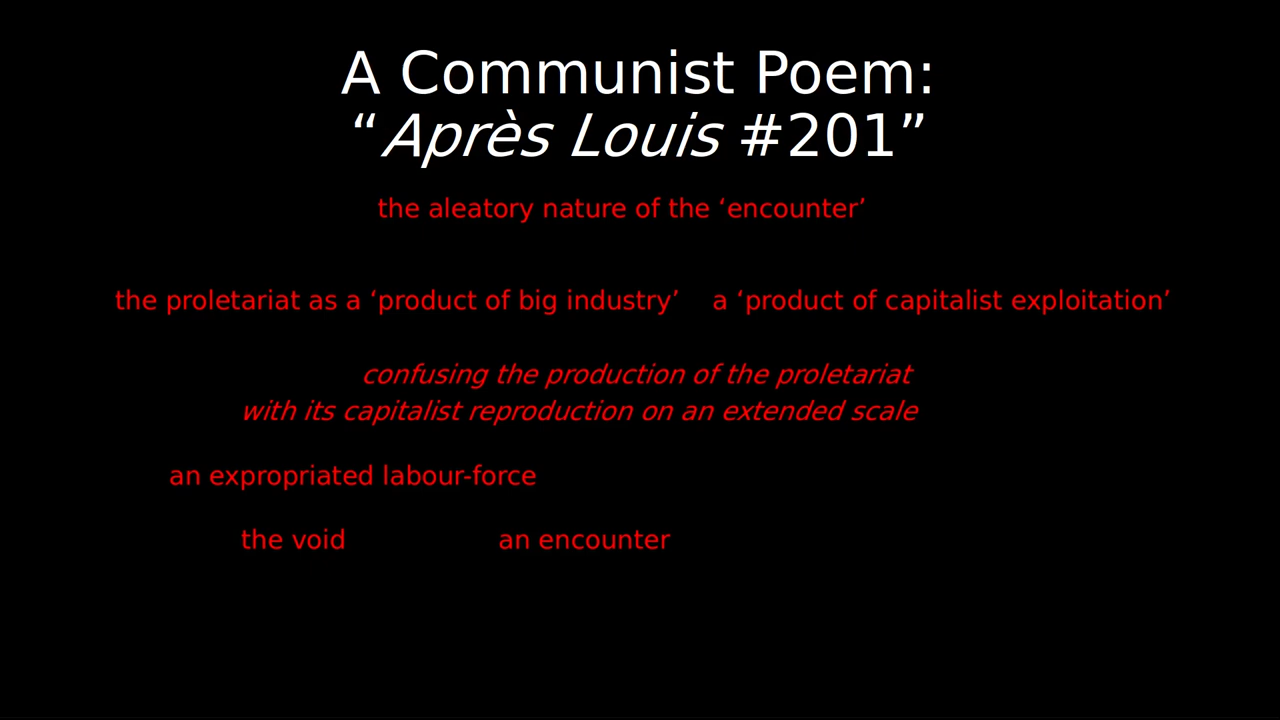 A Communist Poem:
“Après Louis #201”
the aleatory nature of the ‘encounter’
the proletariat as a ‘product of big industry’ a ‘product of capitalist exploitation’
confusing the production of the proletariat
with its capitalist reproduction on an extended scale
an expropriated labour-force
the void an encounter